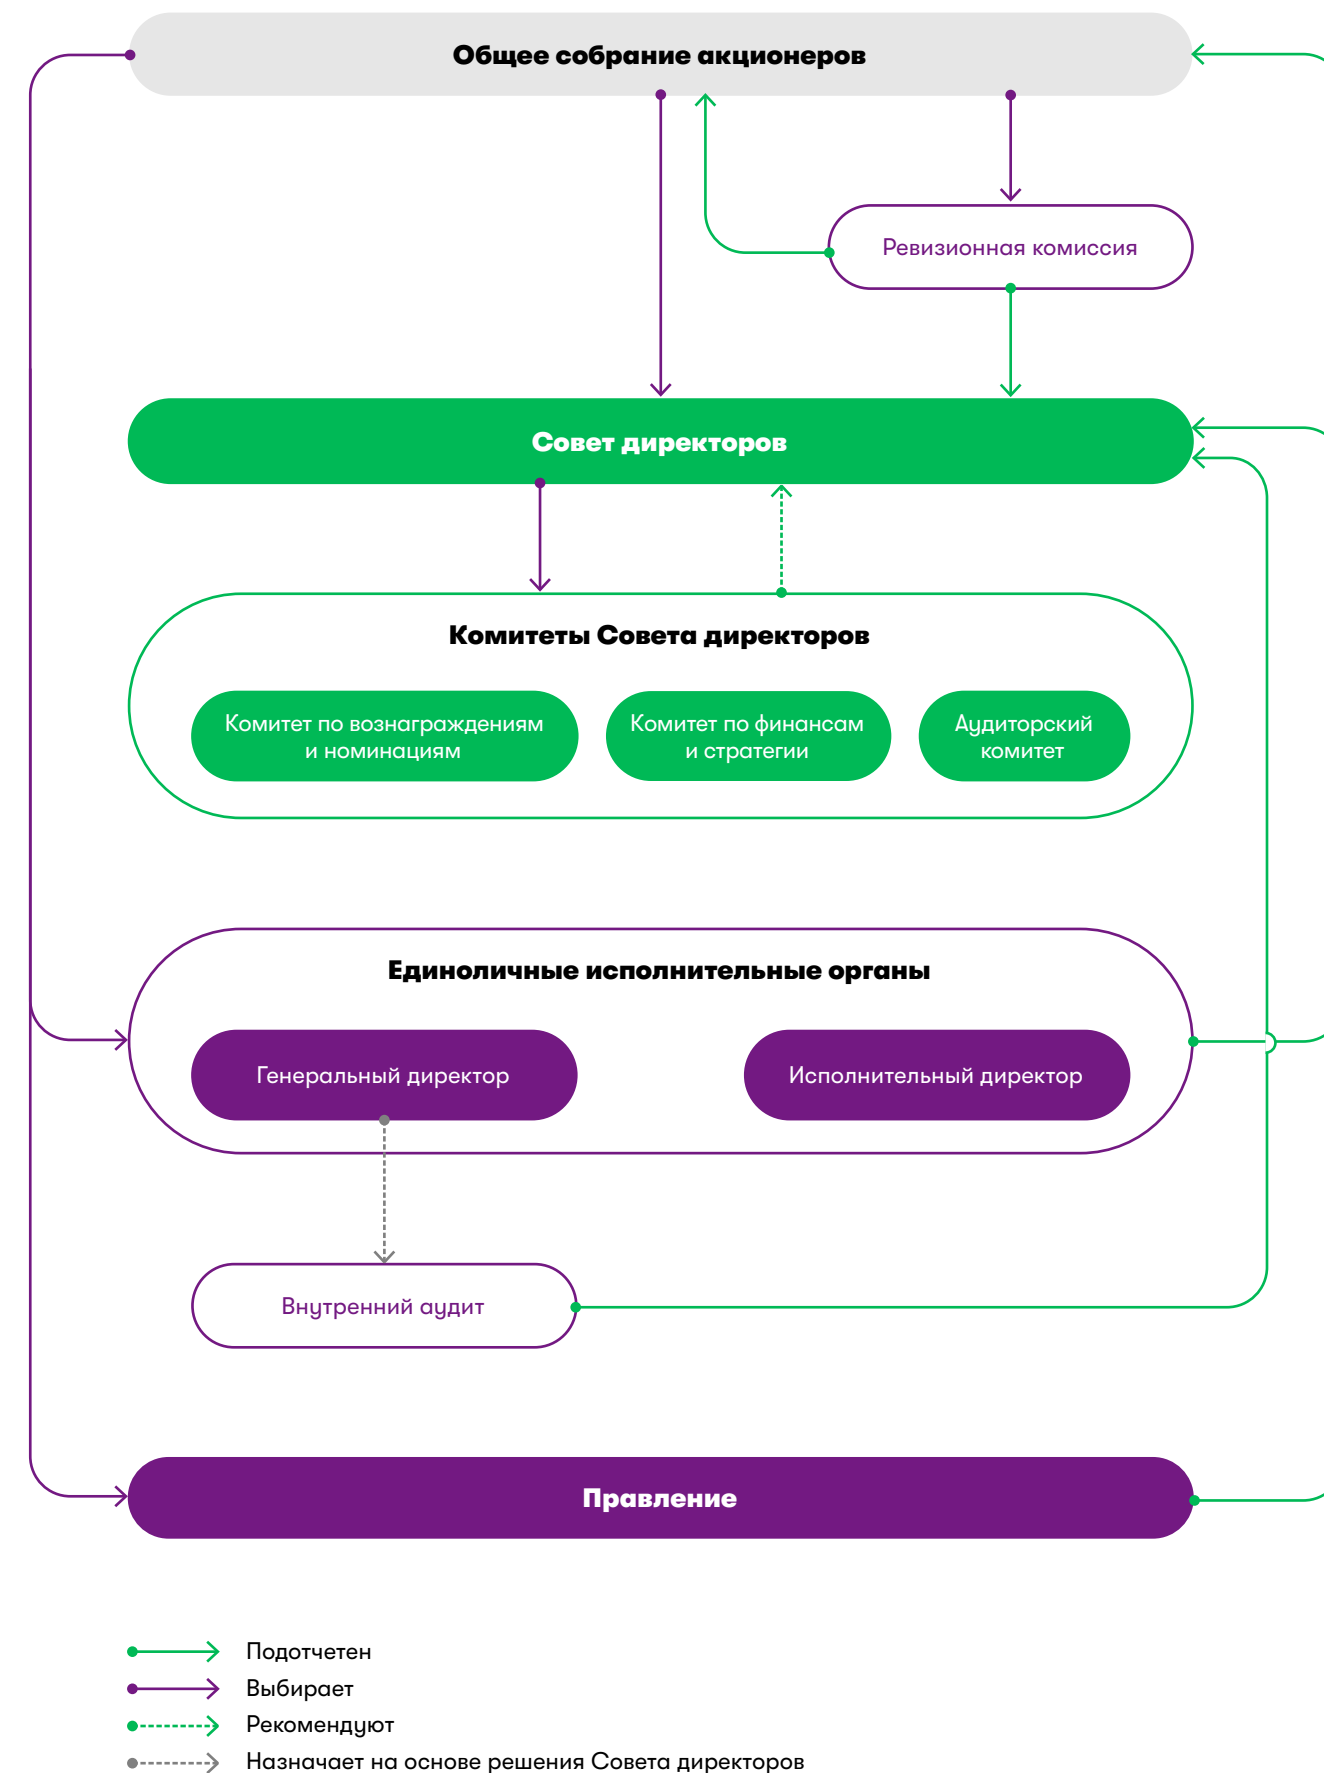 Общее собрание акционеров
Ревизионная комиссия
Совет директоров
Комитеты Совета директоров
Комитет по вознаграждениям
и номинациям
Комитет по финансам
и стратегии
Аудиторский
комитет
Единоличные исполнительные органы
Генеральный директор
Исполнительный директор
Внутренний аудит
Правление
Подотчетен
Выбирает
Рекомендуют
Назначает на основе решения Совета директоров